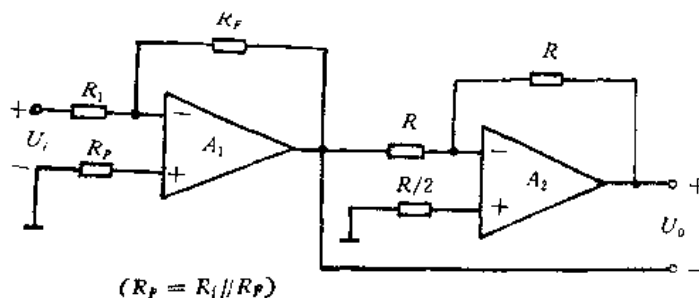 R_F
R
+ R_1 − R −
U_i A_1 A_2 +
R_P R/2 U_o
− + + −
(R_P = R_1//R_F)